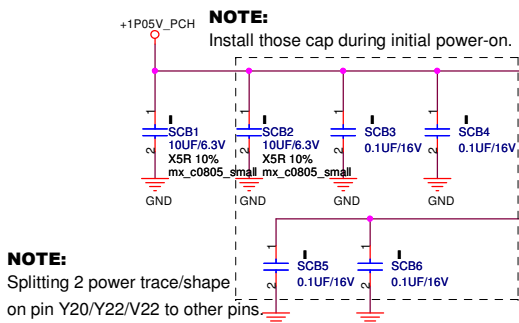 +1P05V_PCH
NOTE:
Install those cap during initial power-on.
1 1 1 1
SCB1 SCB2 SCB3 SCB4
10UF/6.3V 10UF/6.3V 0.1UF/16V 0.1UF/16V
X5R 10% X5R 10%
mx_c0805_small mx_c0805_small
2 2 2 2
GND GND GND GND
1 1
SCB5 SCB6
0.1UF/16V 0.1UF/16V
2 2
NOTE:
Splitting 2 power trace/shape
on pin Y20/Y22/V22 to other pins.